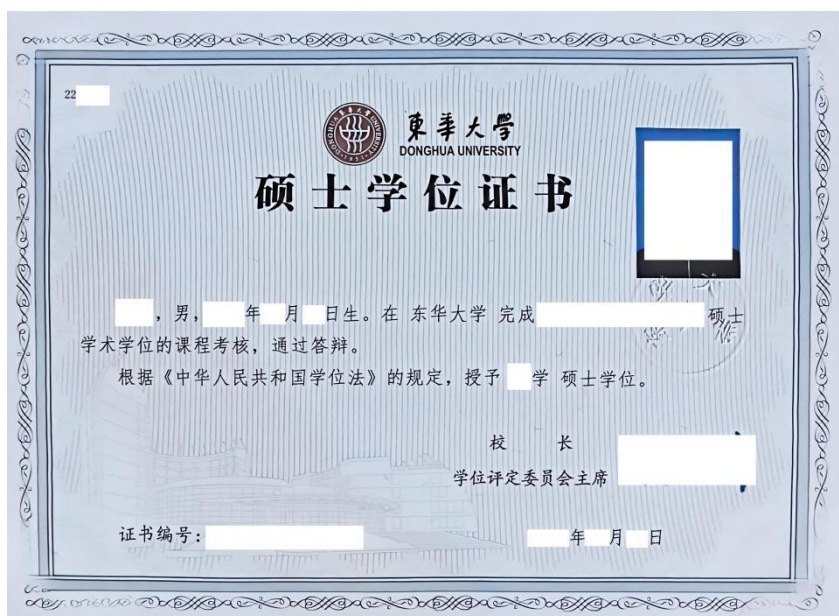 22
東華大學
DONGHUA UNIVERSITY
DONGHUA UNIVERSITY
·1951·
硕士学位证书
，男， 年 月 日生。在 东华大学 完成 硕士
学术学位的课程考核，通过答辩。
根据《中华人民共和国学位法》的规定，授予 学 硕士学位。
校 长
学位评定委员会主席
证书编号：
年 月 日